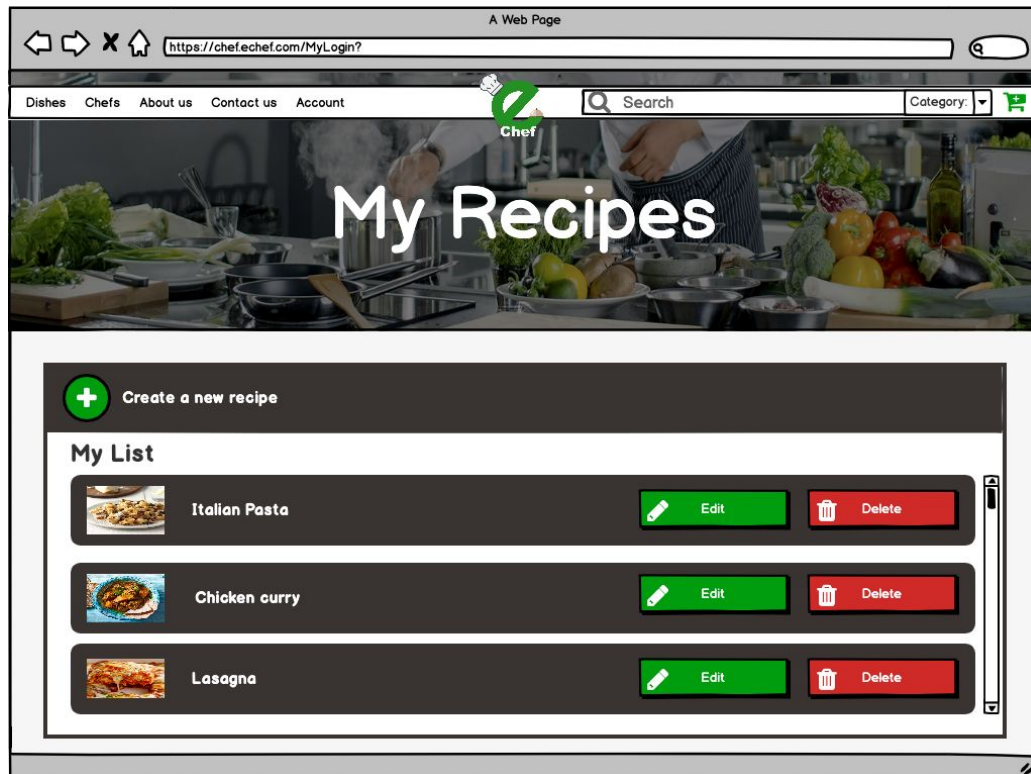 A Web Page
https://chef.echef.com/MyLogin?
Dishes Chefs About us Contact us Account
e
Chef
Search
Category:
My Recipes
Create a new recipe
My List
Italian Pasta
Edit
Delete
Chicken curry
Edit
Delete
Lasagna
Edit
Delete